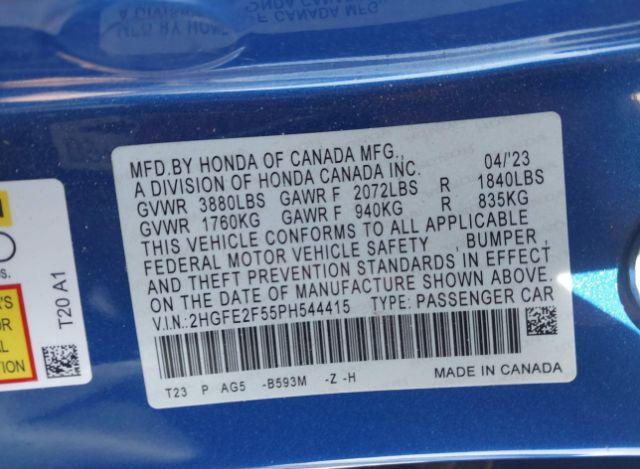 MFD.BY HONDA OF CANADA MFG., 04/'23
A DIVISION OF HONDA CANADA INC.
GVWR 3880LBS GAWR F 2072LBS R 1840LBS
GVWR 1760KG GAWR F 940KG R 835KG
THIS VEHICLE CONFORMS TO ALL APPLICABLE
FEDERAL MOTOR VEHICLE SAFETY , BUMPER ,
AND THEFT PREVENTION STANDARDS IN EFFECT
ON THE DATE OF MANUFACTURE SHOWN ABOVE.
V.I.N.:2HGFE2F55PH544415 TYPE: PASSENGER CAR
T23 P AG5 -B593M -Z -H MADE IN CANADA
T20 A1